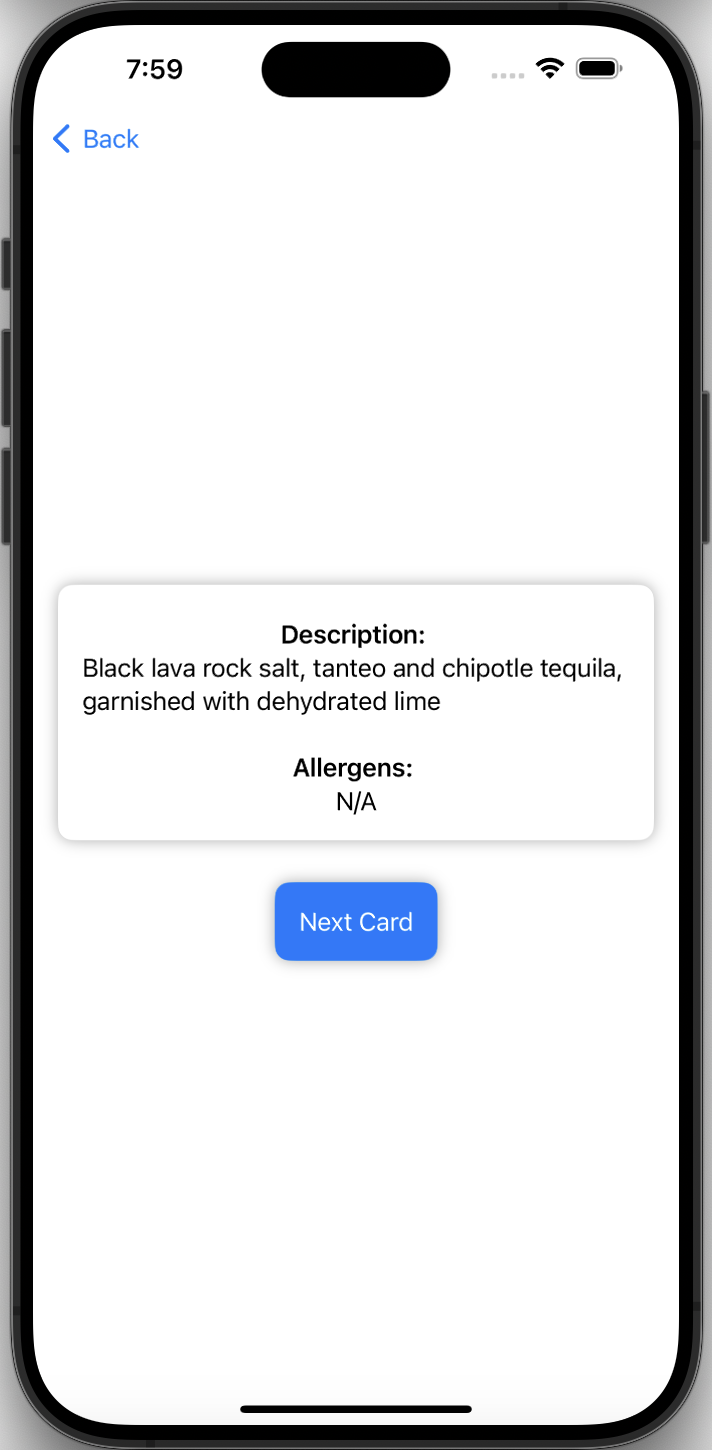 7:59
Back
Description:
Black lava rock salt, tanteo and chipotle tequila,
garnished with dehydrated lime
Allergens:
N/A
Next Card